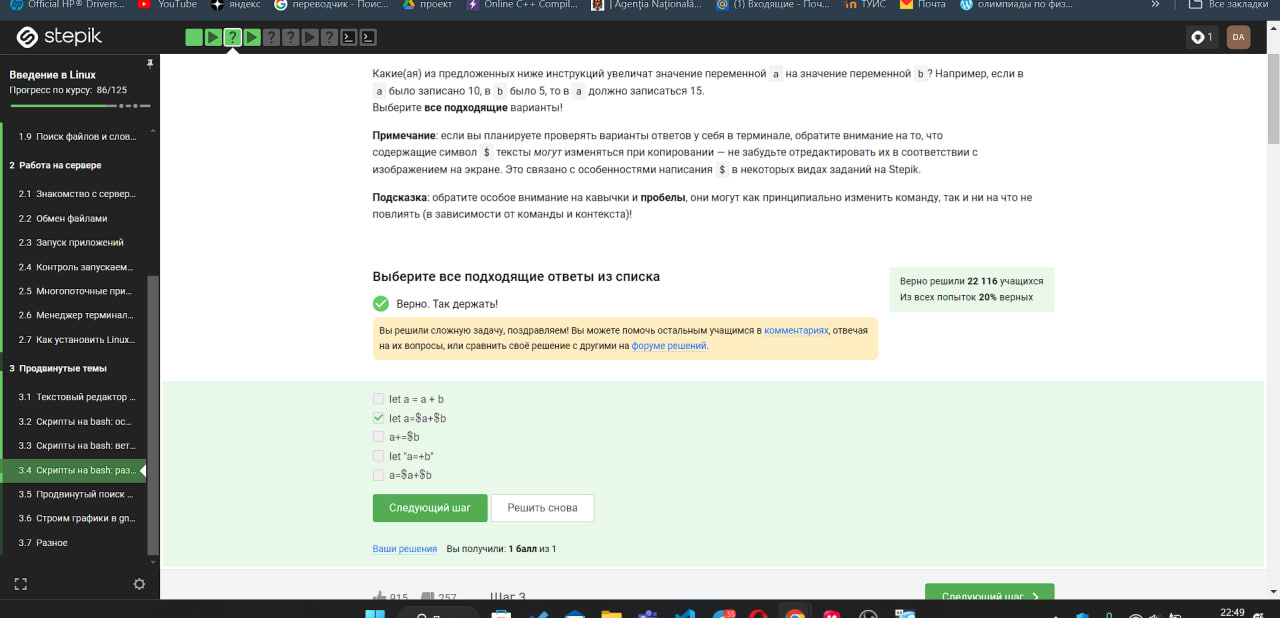 Official HP® Drivers...
YouTube
яндекс
переводчик - Поис...
проект
Online C++ Compil...
| Agenția Națională...
(1) Входящие - Поч...
ТУИС
Почта
олимпиады по физ...
»
Все закладки
stepik
1
DA
Введение в Linux
Прогресс по курсу: 86/125
1.9 Поиск файлов и слов...
2 Работа на сервере
2.1 Знакомство с сервер...
2.2 Обмен файлами
2.3 Запуск приложений
2.4 Контроль запускаем...
2.5 Многопоточные при...
2.6 Менеджер терминал...
2.7 Как установить Linux...
3 Продвинутые темы
3.1 Текстовый редактор ...
3.2 Скрипты на bash: ос...
3.3 Скрипты на bash: вет...
3.4 Скрипты на bash: раз...
3.5 Продвинутый поиск ...
3.6 Строим графики в gn...
3.7 Разное
Какие(ая) из предложенных ниже инструкций увеличат значение переменной a на значение переменной b? Например, если в
a было записано 10, в b было 5, то в a должно записаться 15.
Выберите все подходящие варианты!
Примечание: если вы планируете проверять варианты ответов у себя в терминале, обратите внимание на то, что
содержащие символ $ тексты могут изменяться при копировании — не забудьте отредактировать их в соответствии с
изображением на экране. Это связано с особенностями написания $ в некоторых видах заданий на Stepik.
Подсказка: обратите особое внимание на кавычки и пробелы, они могут как принципиально изменить команду, так и ни на что не
повлиять (в зависимости от команды и контекста)!
Выберите все подходящие ответы из списка
Верно. Так держать!
Вы решили сложную задачу, поздравляем! Вы можете помочь остальным учащимся в комментариях, отвечая
на их вопросы, или сравнить своё решение с другими на форуме решений.
Верно решили 22 116 учащихся
Из всех попыток 20% верных
let a = a + b
let a=$a+$b
a+=$b
let "a=+b"
a=$a+$b
Следующий шаг
Решить снова
Ваши решения Вы получили: 1 балл из 1
915
257
Шаг 3
Следующий шаг
55
22:49